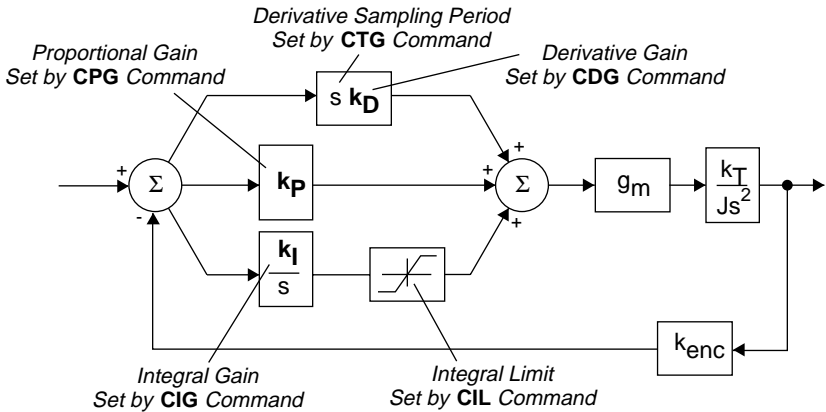 Derivative Sampling Period
Set by CTG Command
Proportional Gain
Set by CPG Command
Derivative Gain
Set by CDG Command
s kD
+
+
Σ
-
kP
+
Σ
+
gm
kT
Js²
kI
s
kenc
Integral Gain
Set by CIG Command
Integral Limit
Set by CIL Command